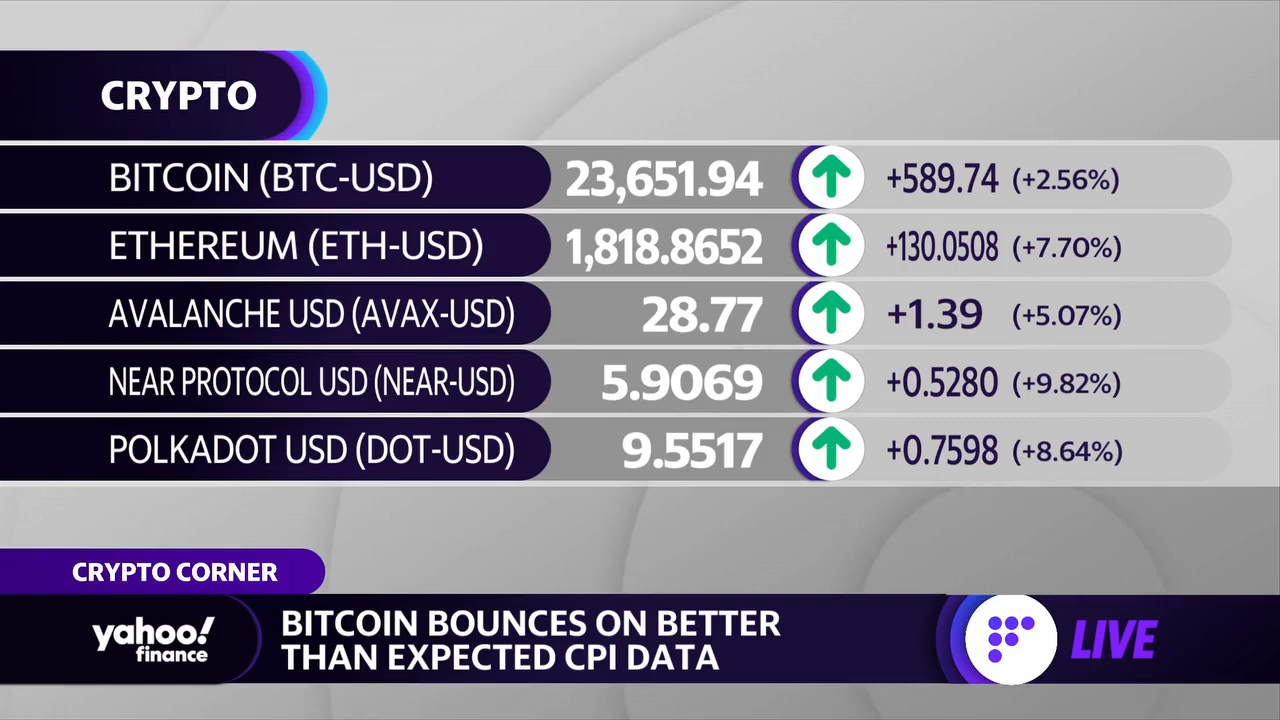 CRYPTO
BITCOIN (BTC-USD) 23,651.94 +589.74 (+2.56%)
ETHEREUM (ETH-USD) 1,818.8652 +130.0508 (+7.70%)
AVALANCHE USD (AVAX-USD) 28.77 +1.39 (+5.07%)
NEAR PROTOCOL USD (NEAR-USD) 5.9069 +0.5280 (+9.82%)
POLKADOT USD (DOT-USD) 9.5517 +0.7598 (+8.64%)
CRYPTO CORNER
yahoo!
finance
BITCOIN BOUNCES ON BETTER
THAN EXPECTED CPI DATA
LIVE